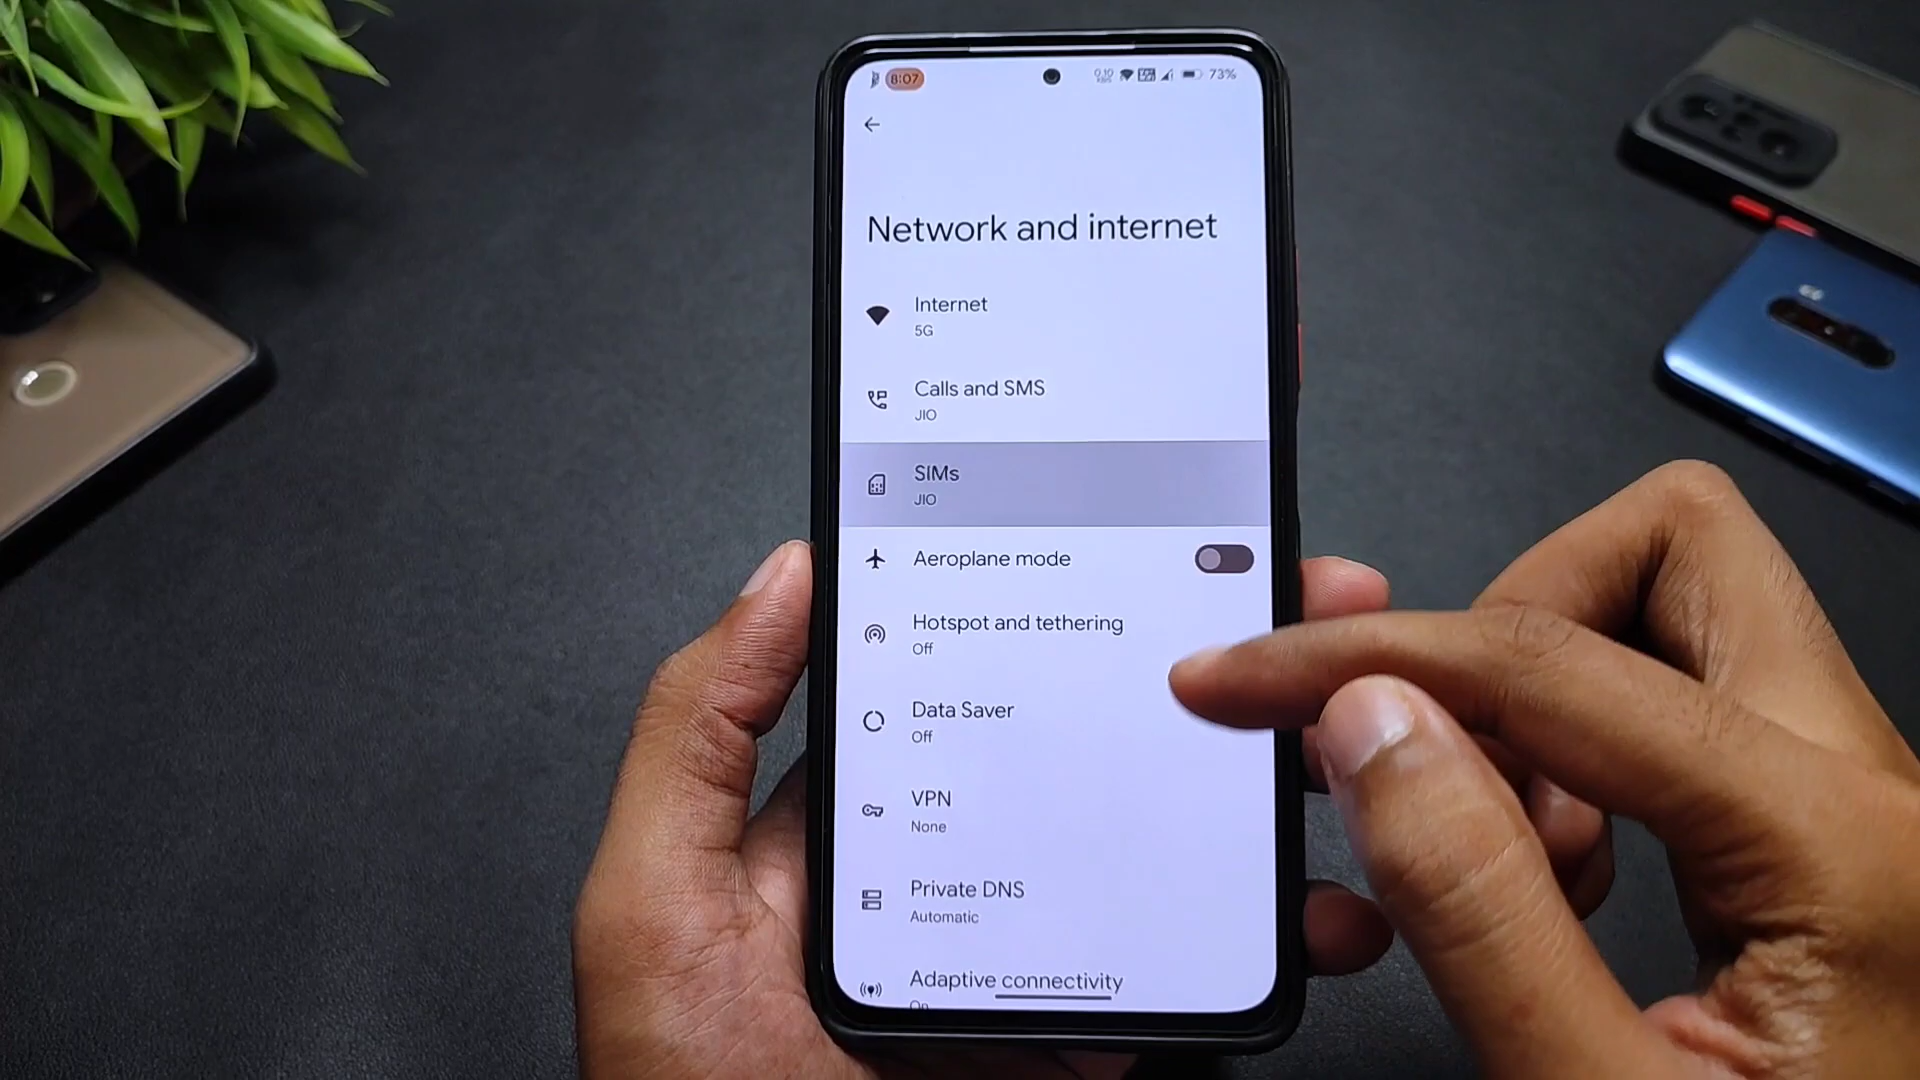 8:07
73%
Network and internet
Internet
5G
Calls and SMS
JIO
SIMs
JIO
Aeroplane mode
Hotspot and tethering
Off
Data Saver
Off
VPN
None
Private DNS
Automatic
Adaptive connectivity
On